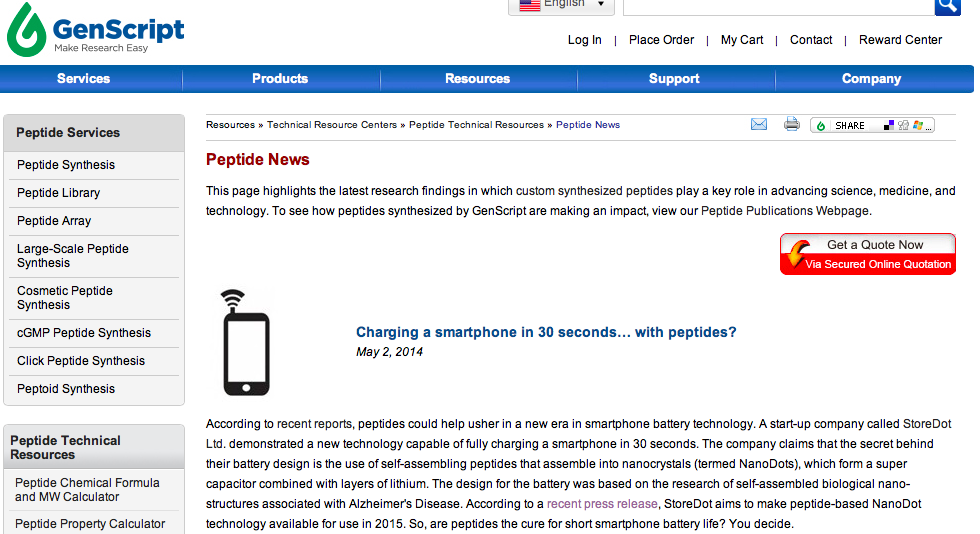 English
GenScript
Make Research Easy
Log In | Place Order | My Cart | Contact | Reward Center
Services Products Resources Support Company
Peptide Services
Peptide Synthesis
Peptide Library
Peptide Array
Large-Scale Peptide
Synthesis
Cosmetic Peptide
Synthesis
cGMP Peptide Synthesis
Click Peptide Synthesis
Peptoid Synthesis
Peptide Technical
Resources
Peptide Chemical Formula
and MW Calculator
Peptide Property Calculator
Resources » Technical Resource Centers » Peptide Technical Resources » Peptide News
SHARE ...
Peptide News
This page highlights the latest research findings in which custom synthesized peptides play a key role in advancing science, medicine, and
technology. To see how peptides synthesized by GenScript are making an impact, view our Peptide Publications Webpage.
Get a Quote Now
Via Secured Online Quotation
Charging a smartphone in 30 seconds... with peptides?
May 2, 2014
According to recent reports, peptides could help usher in a new era in smartphone battery technology. A start-up company called StoreDot
Ltd. demonstrated a new technology capable of fully charging a smartphone in 30 seconds. The company claims that the secret behind
their battery design is the use of self-assembling peptides that assemble into nanocrystals (termed NanoDots), which form a super
capacitor combined with layers of lithium. The design for the battery was based on the research of self-assembled biological nano-
structures associated with Alzheimer's Disease. According to a recent press release, StoreDot aims to make peptide-based NanoDot
technology available for use in 2015. So, are peptides the cure for short smartphone battery life? You decide.